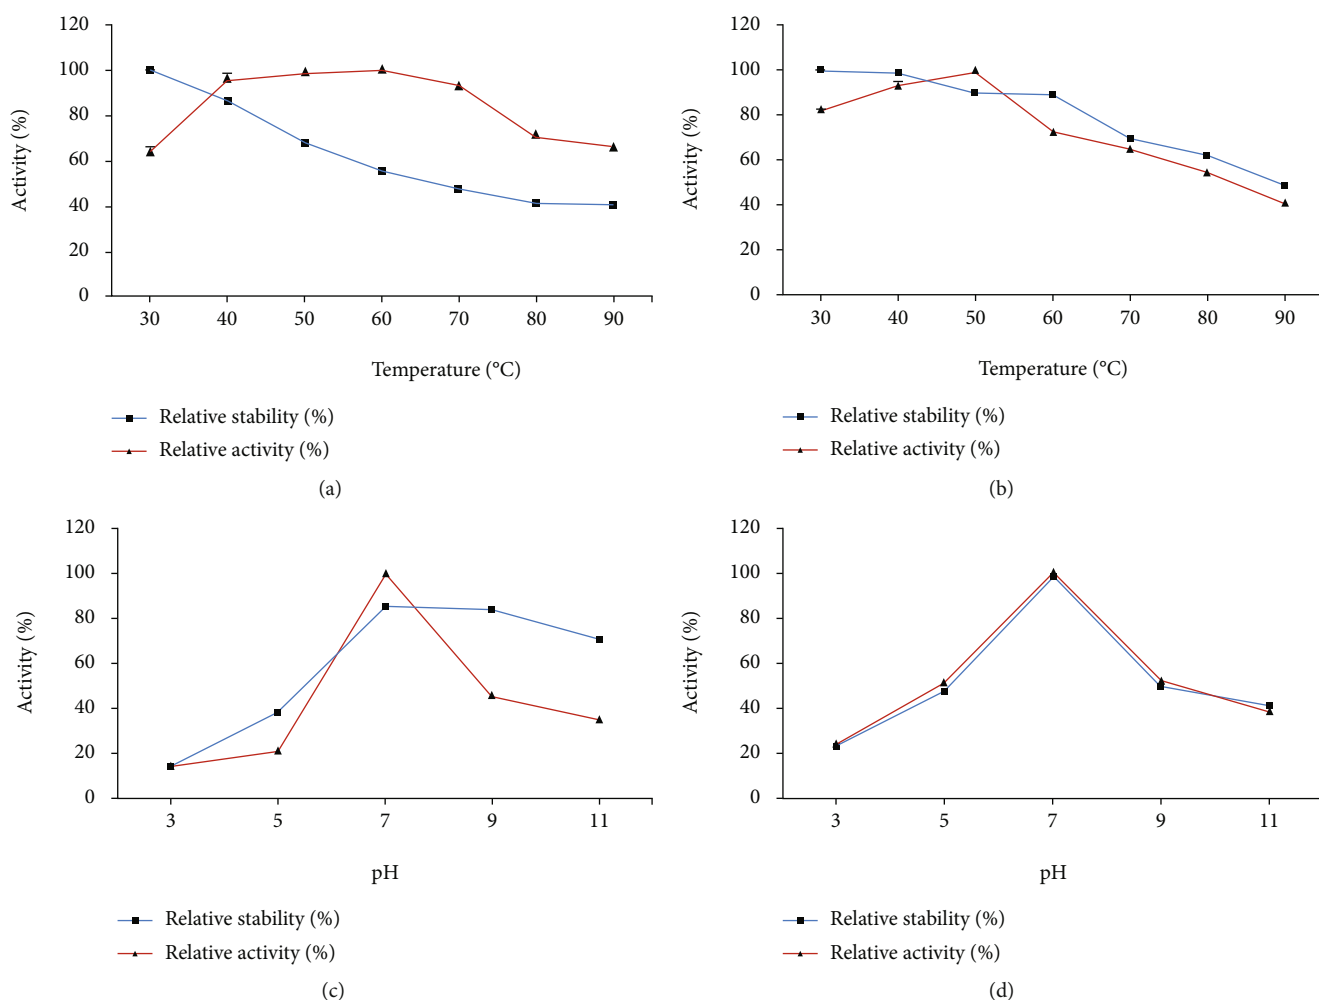 120
100
80
60
40
20
0
Activity (%)
30 40 50 60 70 80 90
Temperature (°C)
Relative stability (%)
Relative activity (%)
(a)
120
100
80
60
40
20
0
Activity (%)
30 40 50 60 70 80 90
Temperature (°C)
Relative stability (%)
Relative activity (%)
(b)
120
100
80
60
40
20
0
Activity (%)
3 5 7 9 11
pH
Relative stability (%)
Relative activity (%)
(c)
120
100
80
60
40
20
0
Activity (%)
3 5 7 9 11
pH
Relative stability (%)
Relative activity (%)
(d)